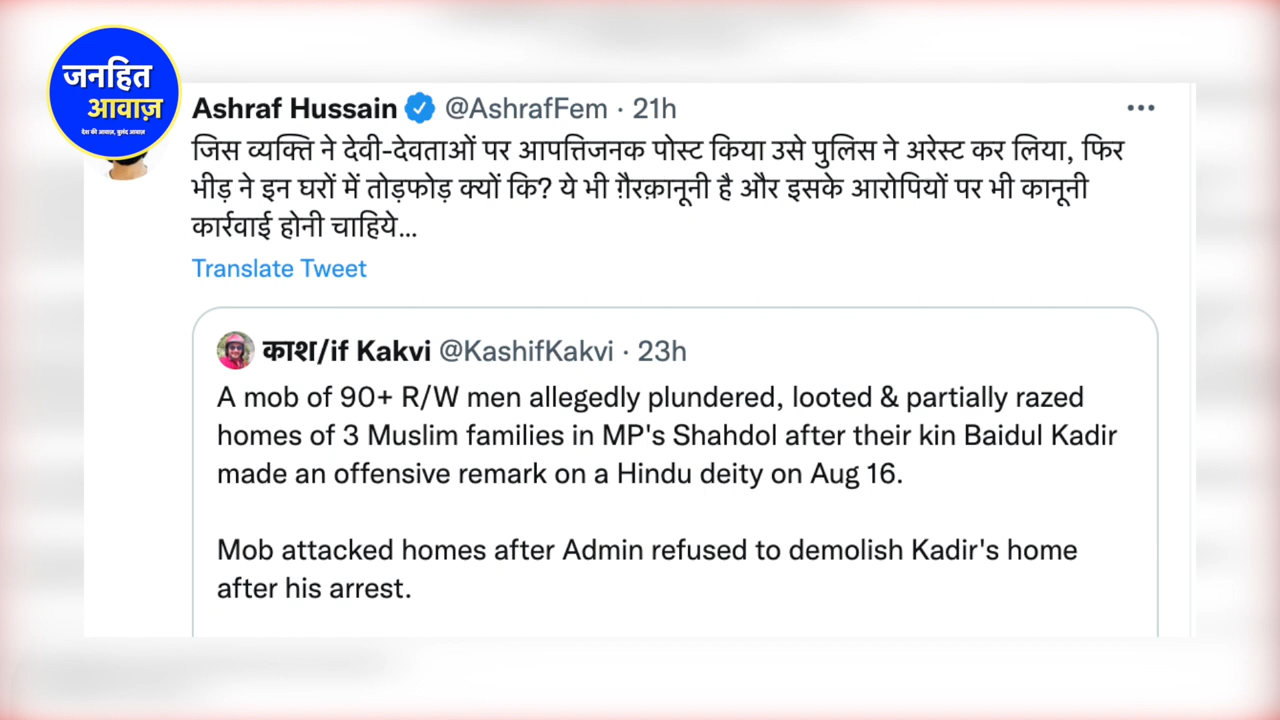 जनहित
आवाज़
देश की आवाज़, बुलंद आवाज़
Ashraf Hussain @AshrafFem · 21h
जिस व्यक्ति ने देवी-देवताओं पर आपत्तिजनक पोस्ट किया उसे पुलिस ने अरेस्ट कर लिया, फिर
भीड़ ने इन घरों में तोड़फोड़ क्यों कि? ये भी ग़ैरक़ानूनी है और इसके आरोपियों पर भी कानूनी
कार्रवाई होनी चाहिये...
Translate Tweet
काश/if Kakvi @KashifKakvi · 23h
A mob of 90+ R/W men allegedly plundered, looted & partially razed
homes of 3 Muslim families in MP's Shahdol after their kin Baidul Kadir
made an offensive remark on a Hindu deity on Aug 16.
Mob attacked homes after Admin refused to demolish Kadir's home
after his arrest.